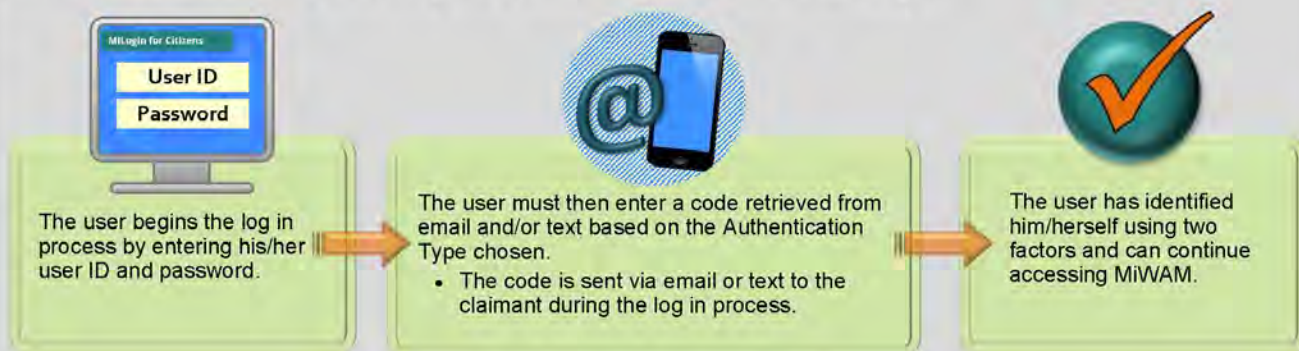 MILogin for Citizens
User ID
Password
The user begins the log in
process by entering his/her
user ID and password.
@
The user must then enter a code retrieved from
email and/or text based on the Authentication
Type chosen.
• The code is sent via email or text to the
claimant during the log in process.
The user has identified
him/herself using two
factors and can continue
accessing MiWAM.